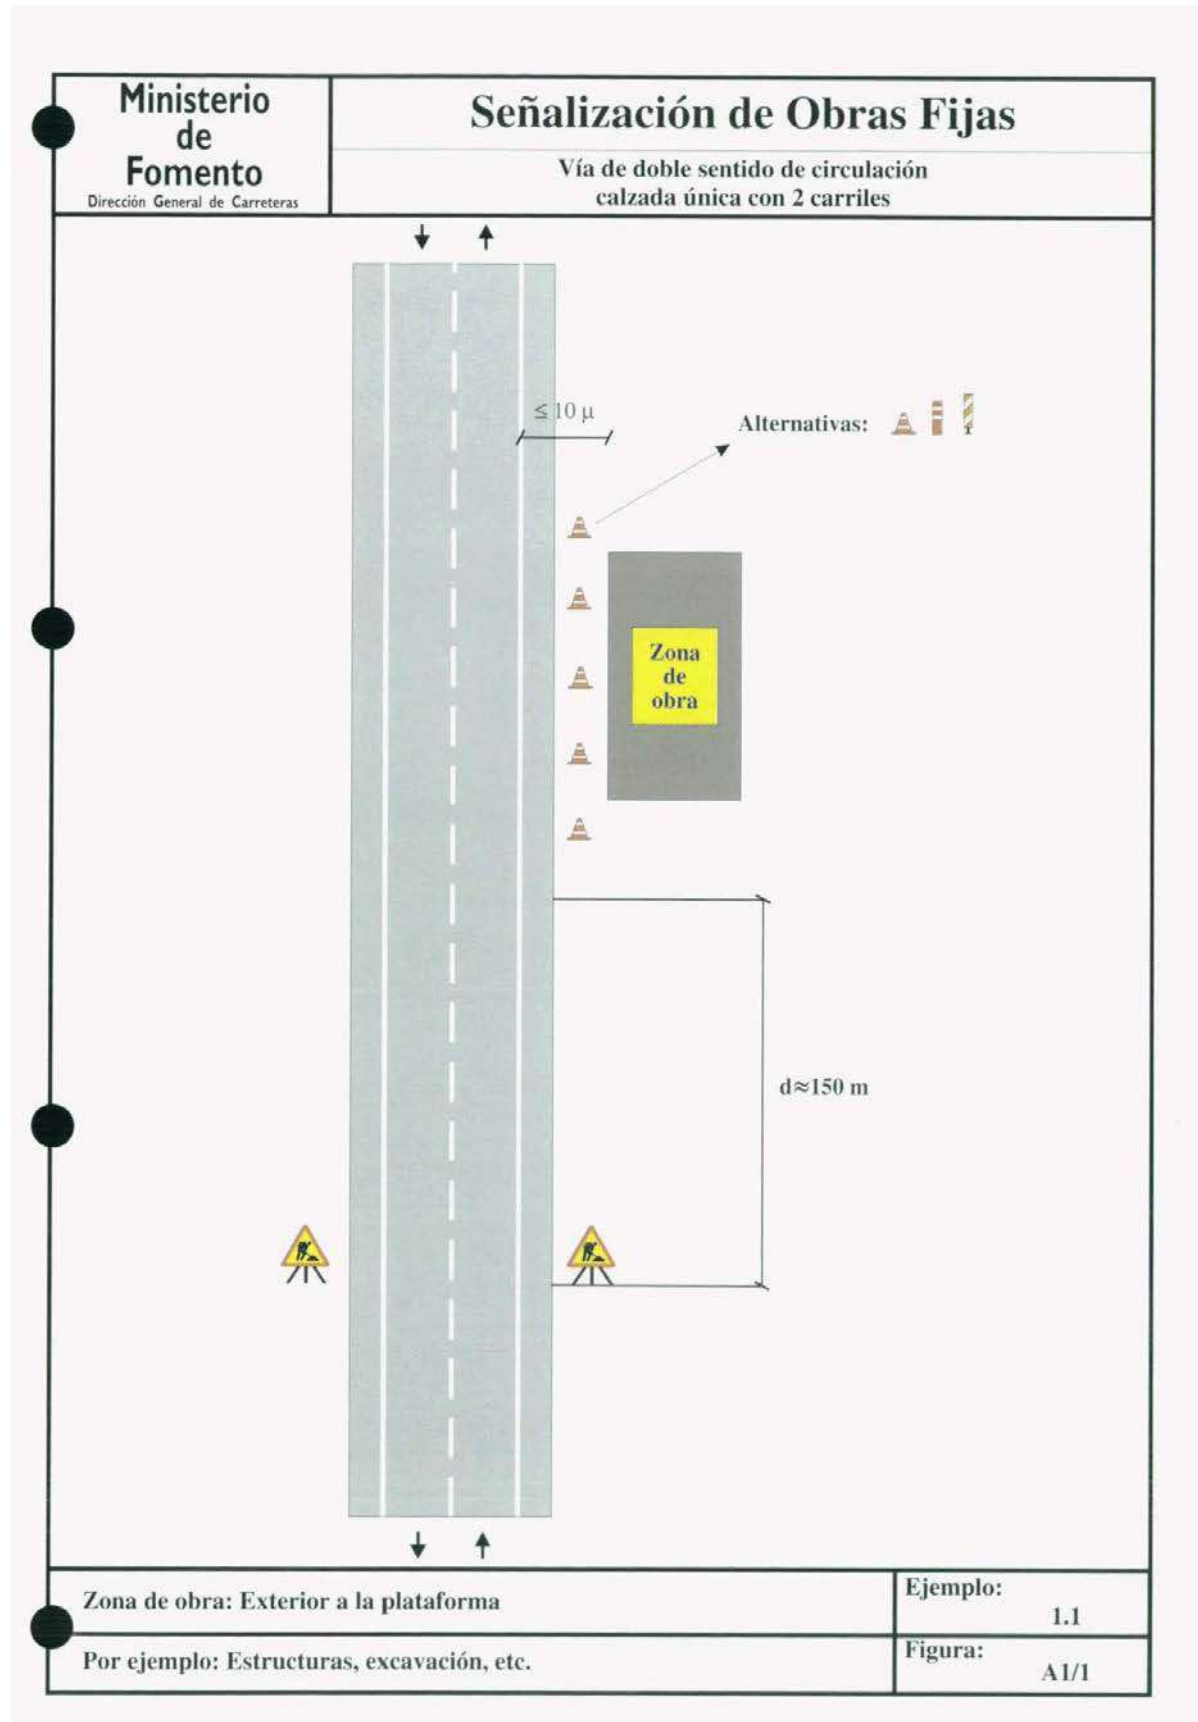 Ministerio
de
Fomento
Dirección General de Carreteras
Señalización de Obras Fijas
Vía de doble sentido de circulación
calzada única con 2 carriles
≤ 10 μ
Alternativas:
Zona
de
obra
d≈150 m
Zona de obra: Exterior a la plataforma
Ejemplo:
1.1
Por ejemplo: Estructuras, excavación, etc.
Figura:
A1/1